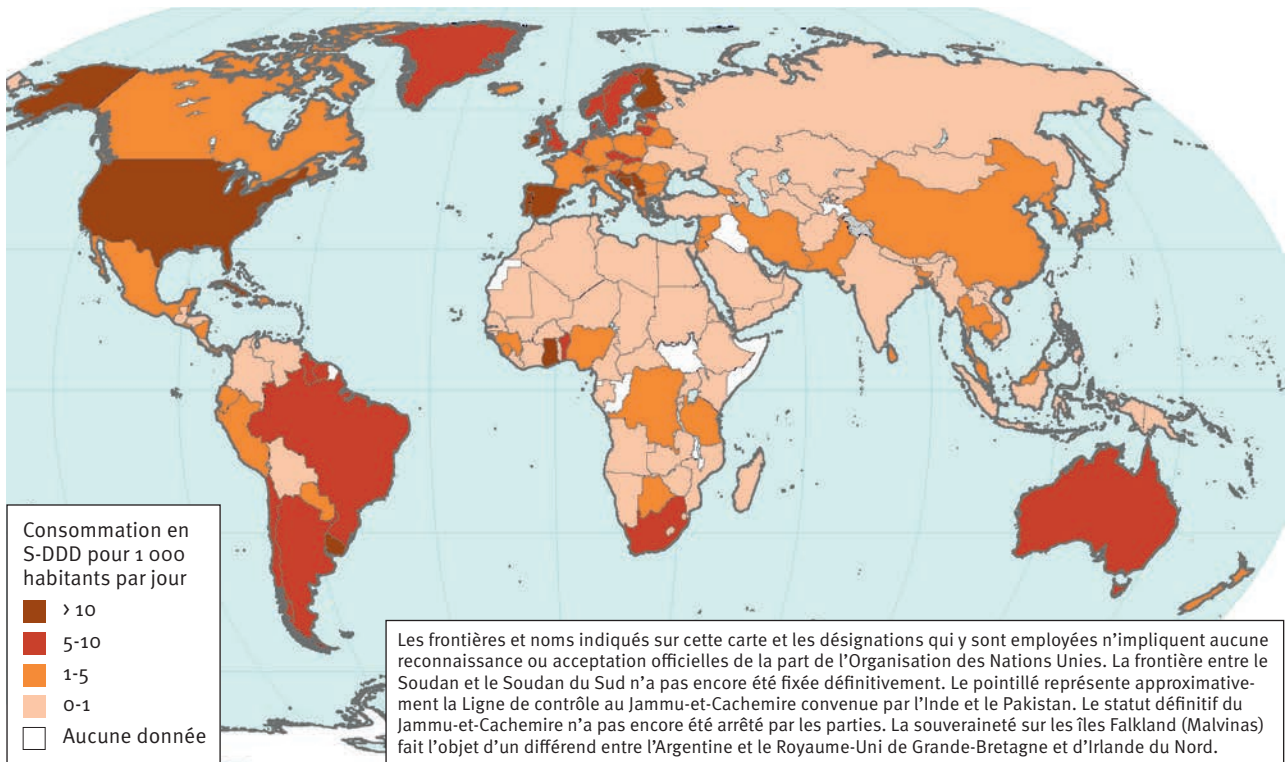 Consommation en
S-DDD pour 1 000
habitants par jour
> 10
5-10
1-5
0-1
Aucune donnée
Les frontières et noms indiqués sur cette carte et les désignations qui y sont employées n’impliquent aucune
reconnaissance ou acceptation officielles de la part de l’Organisation des Nations Unies. La frontière entre le
Soudan et le Soudan du Sud n’a pas encore été fixée définitivement. Le pointillé représente approximative-
ment la Ligne de contrôle au Jammu-et-Cachemire convenue par l’Inde et le Pakistan. Le statut définitif du
Jammu-et-Cachemire n’a pas encore été arrêté par les parties. La souveraineté sur les îles Falkland (Malvinas)
fait l’objet d’un différend entre l’Argentine et le Royaume-Uni de Grande-Bretagne et d’Irlande du Nord.